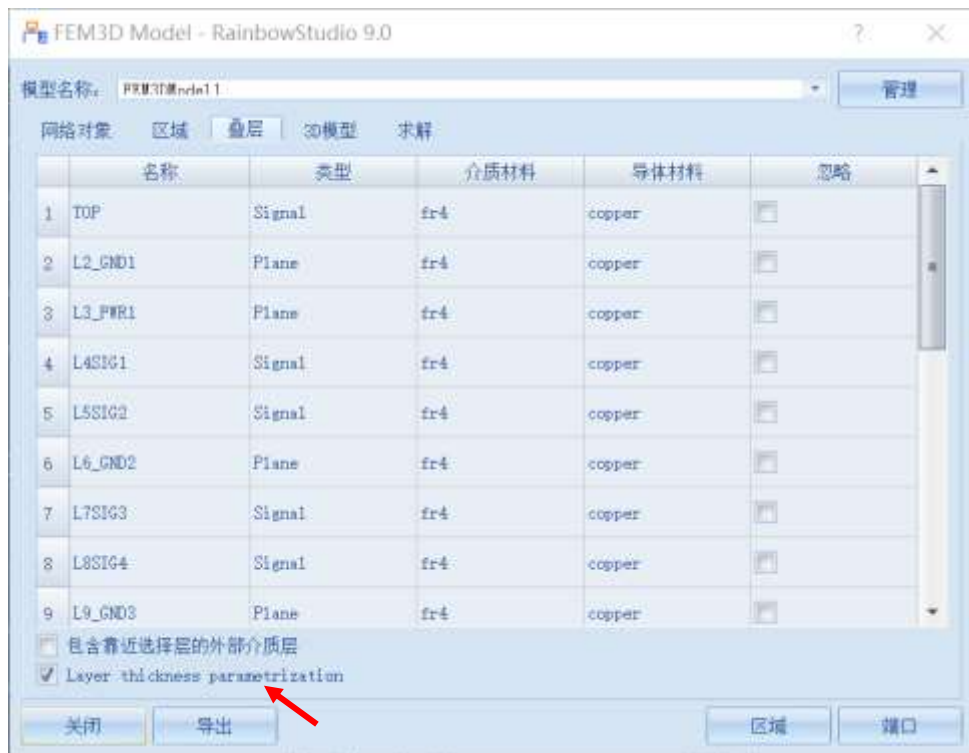 FEM3D Model - RainbowStudio 9.0
模型名称: FEM3DModel1 管理
网络对象 区域 叠层 3D模型 求解
名称 类型 介质材料 导体材料 忽略
1 TOP Signal fr4 copper
2 L2_GND1 Plane fr4 copper
3 L3_PWR1 Plane fr4 copper
4 L4SIG1 Signal fr4 copper
5 L5SIG2 Signal fr4 copper
6 L6_GND2 Plane fr4 copper
7 L7SIG3 Signal fr4 copper
8 L8SIG4 Signal fr4 copper
9 L9_GND3 Plane fr4 copper
包含靠近选择层的外部介质层
Layer thickness parametrization
关闭 导出 区域 端口